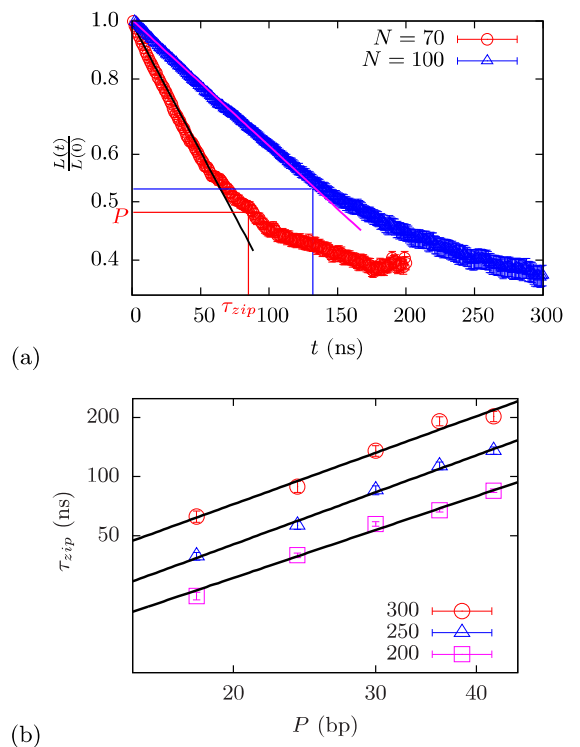 1.0
0.8
0.6
0.5
0.4
L(t)
L(0)
P
N = 70
N = 100
0 50 100 150 200 250 300
τzip
t (ns)
(a)
200
100
50
τzip (ns)
300
250
200
20 30 40
P (bp)
(b)